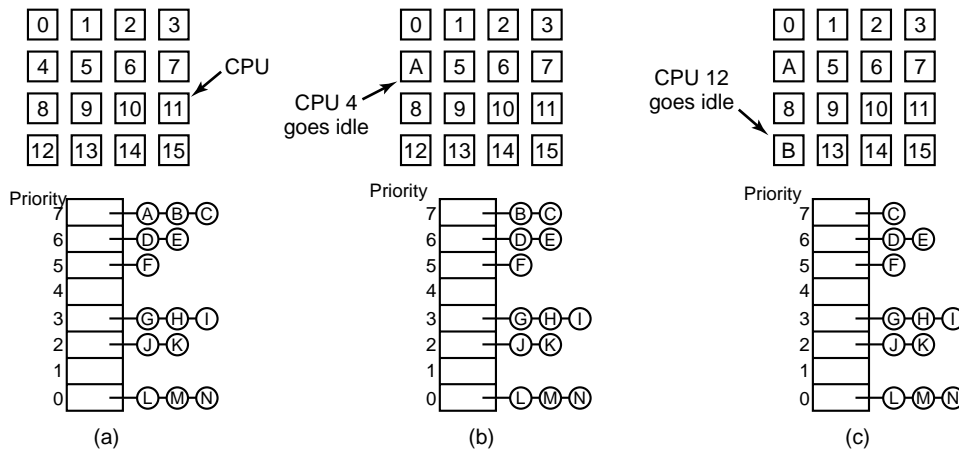 0 1 2 3
4 5 6 7
8 9 10 11
12 13 14 15
CPU
Priority
7 A B C
6 D E
5 F
4
3 G H I
2 J K
1
0 L M N
(a)
0 1 2 3
A 5 6 7
8 9 10 11
12 13 14 15
CPU 4
goes idle
Priority
7 B C
6 D E
5 F
4
3 G H I
2 J K
1
0 L M N
(b)
0 1 2 3
A 5 6 7
8 9 10 11
B 13 14 15
CPU 12
goes idle
Priority
7 C
6 D E
5 F
4
3 G H I
2 J K
1
0 L M N
(c)